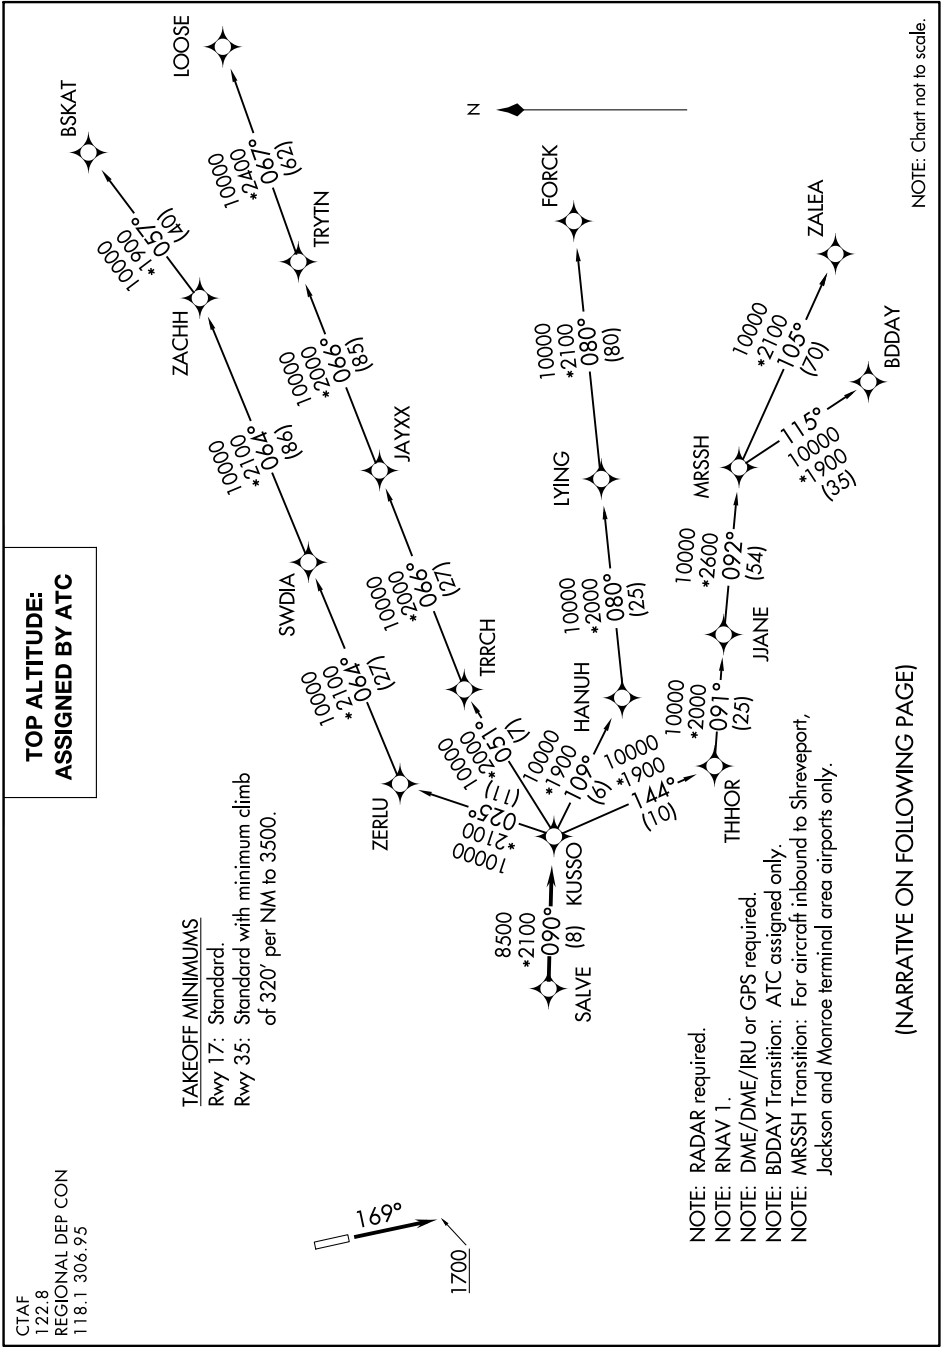 CTAF
122.8
REGIONAL DEP CON
118.1 306.95
TOP ALTITUDE:
ASSIGNED BY ATC
TAKEOFF MINIMUMS
Rwy 17: Standard.
Rwy 35: Standard with minimum climb
of 320' per NM to 3500.
169°
1700
SALVE
8500
*2100
090°
(8)
KUSSO
10000
*2100
025°
(11)
ZERLU
10000
*2100
064°
(27)
SWDIA
10000
*2100
064°
(86)
ZACHH
10000
*1900
057°
(40)
BSKAT
10000
*2000
051°
(7)
TRRCH
10000
*2000
066°
(27)
JAYXX
10000
*2000
066°
(85)
TRYTN
10000
*2400
067°
(62)
LOOSE
N
10000
*1900
109°
(6)
HANUH
10000
*2000
080°
(25)
LYING
10000
*2100
080°
(80)
FORCK
10000
*1900
144°
(10)
THHOR
10000
*2000
091°
(25)
JJANE
10000
*2600
092°
(54)
MRSSH
10000
*2100
105°
(70)
ZALEA
115°
10000
*1900
(35)
BDDAY
NOTE: RADAR required.
NOTE: RNAV 1.
NOTE: DME/DME/IRU or GPS required.
NOTE: BDDAY Transition: ATC assigned only.
NOTE: MRSSH Transition: For aircraft inbound to Shreveport,
Jackson and Monroe terminal area airports only.
(NARRATIVE ON FOLLOWING PAGE)
NOTE: Chart not to scale.